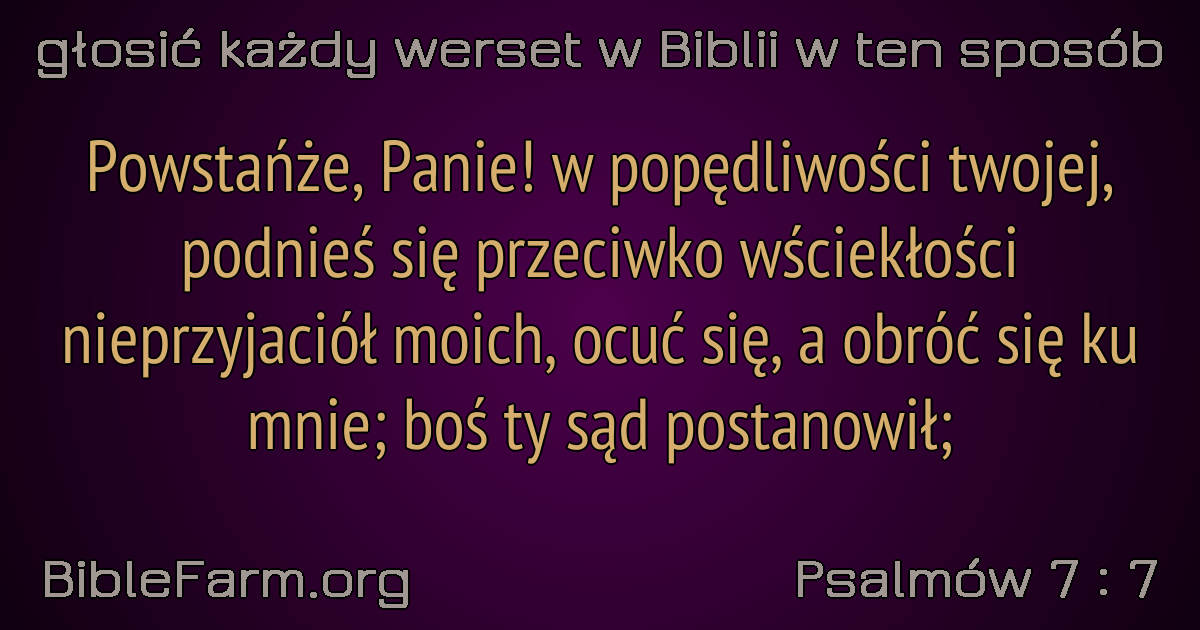 głosić każdy werset w Biblii w ten sposób
Powstańże, Panie! w popędliwości twojej,
podnieś się przeciwko wściekłości
nieprzyjaciół moich, ocuć się, a obróć się ku
mnie; boś ty sąd postanowił;
BibleFarm.org
Psalmów 7 : 7